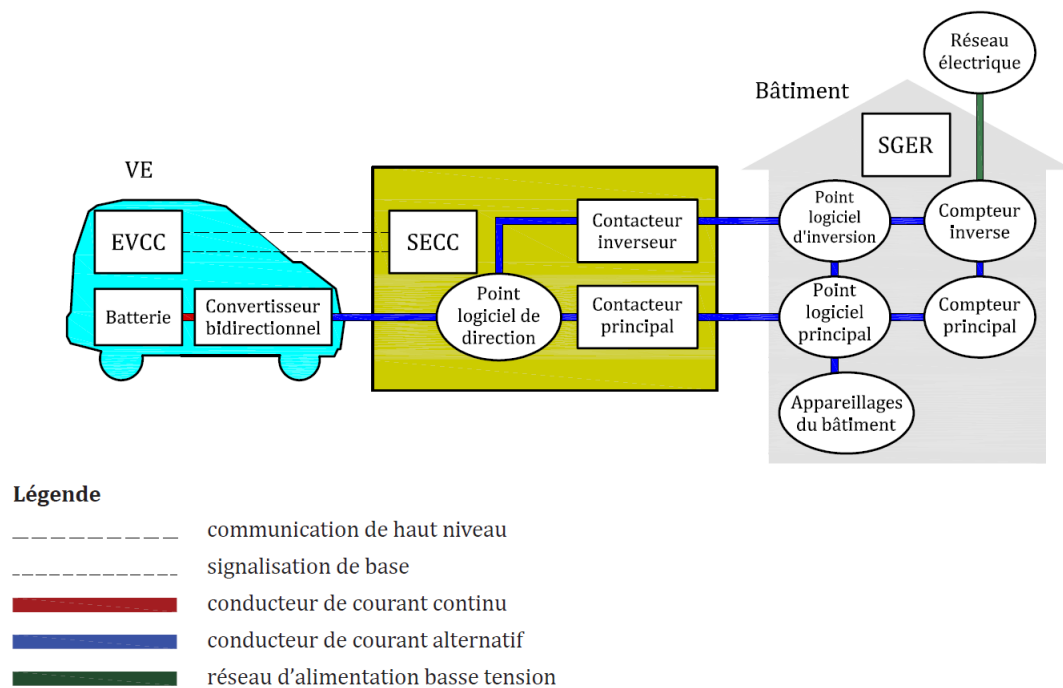 Réseau
électrique
Bâtiment
SGER
VE
EVCC
SECC
Contacteur
inverseur
Point
logiciel
d'inversion
Compteur
inverse
Batterie
Convertisseur
bidirectionnel
Point
logiciel de
direction
Contacteur
principal
Point
logiciel
principal
Compteur
principal
Appareillages
du bâtiment
Légende
communication de haut niveau
signalisation de base
conducteur de courant continu
conducteur de courant alternatif
réseau d’alimentation basse tension